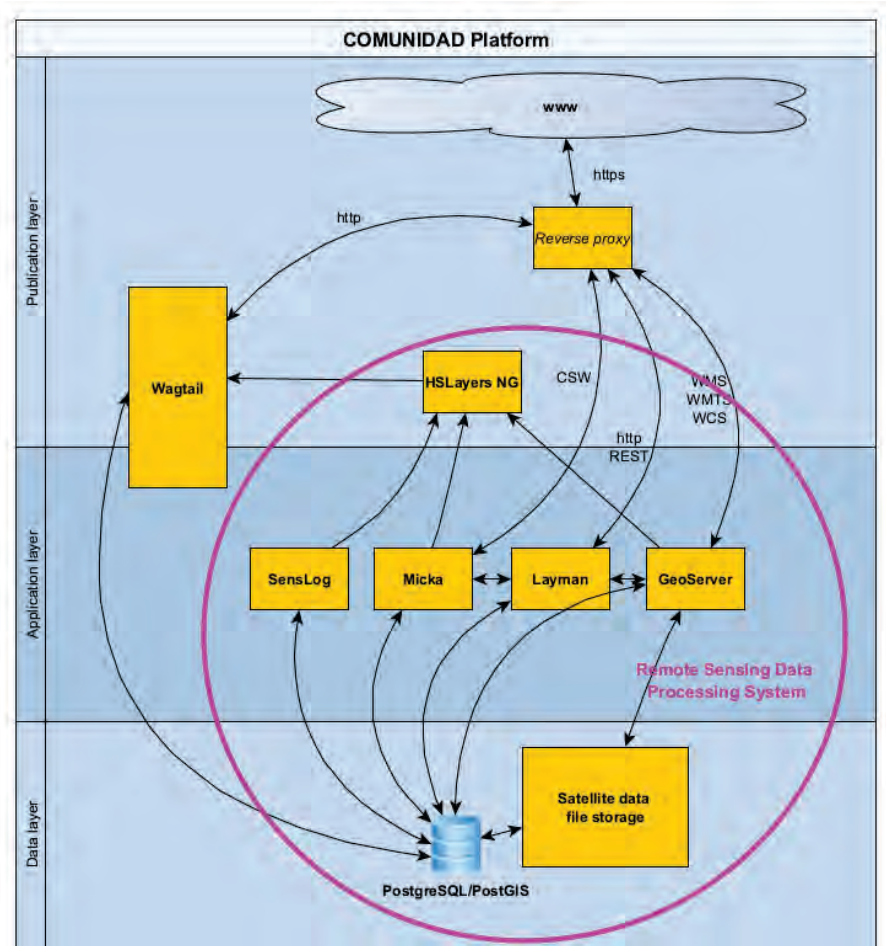 COMUNIDAD Platform
www
https
Publication layer
http
Reverse proxy
Wagtail
HSLayers NG
CSW
WMS
WMTS
WCS
http
REST
Application layer
SensLog
Micka
Layman
GeoServer
Remote Sensing Data
Processing System
Data layer
Satellite data
file storage
PostgreSQL/PostGIS